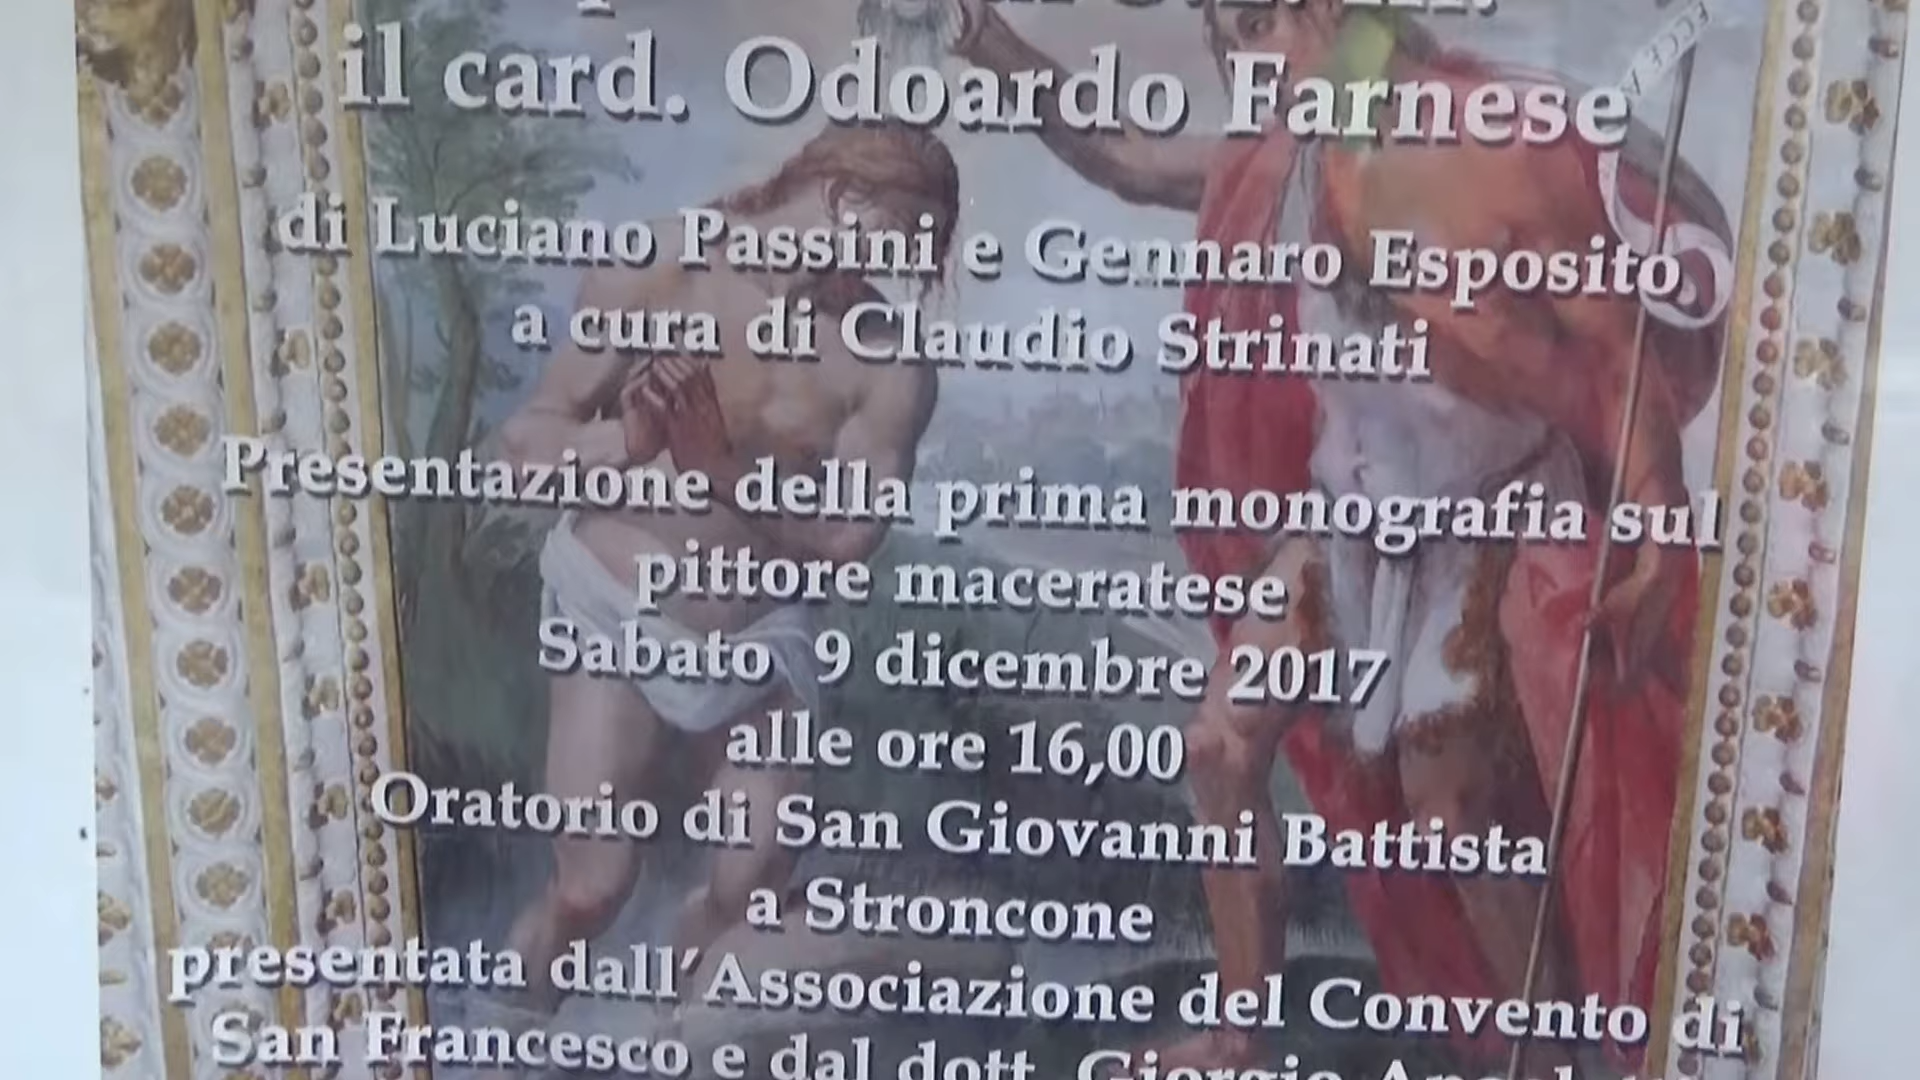 il card. Odoardo Farnese
ECCE A
di Luciano Passini e Gennaro Esposito,
a cura di Claudio Strinati
Presentazione della prima monografia sul
pittore maceratese
Sabato 9 dicembre 2017
alle ore 16,00
Oratorio di San Giovanni Battista
a Stroncone
presentata dall'Associazione del Convento di
San Francesco e dal dott. Giorgio